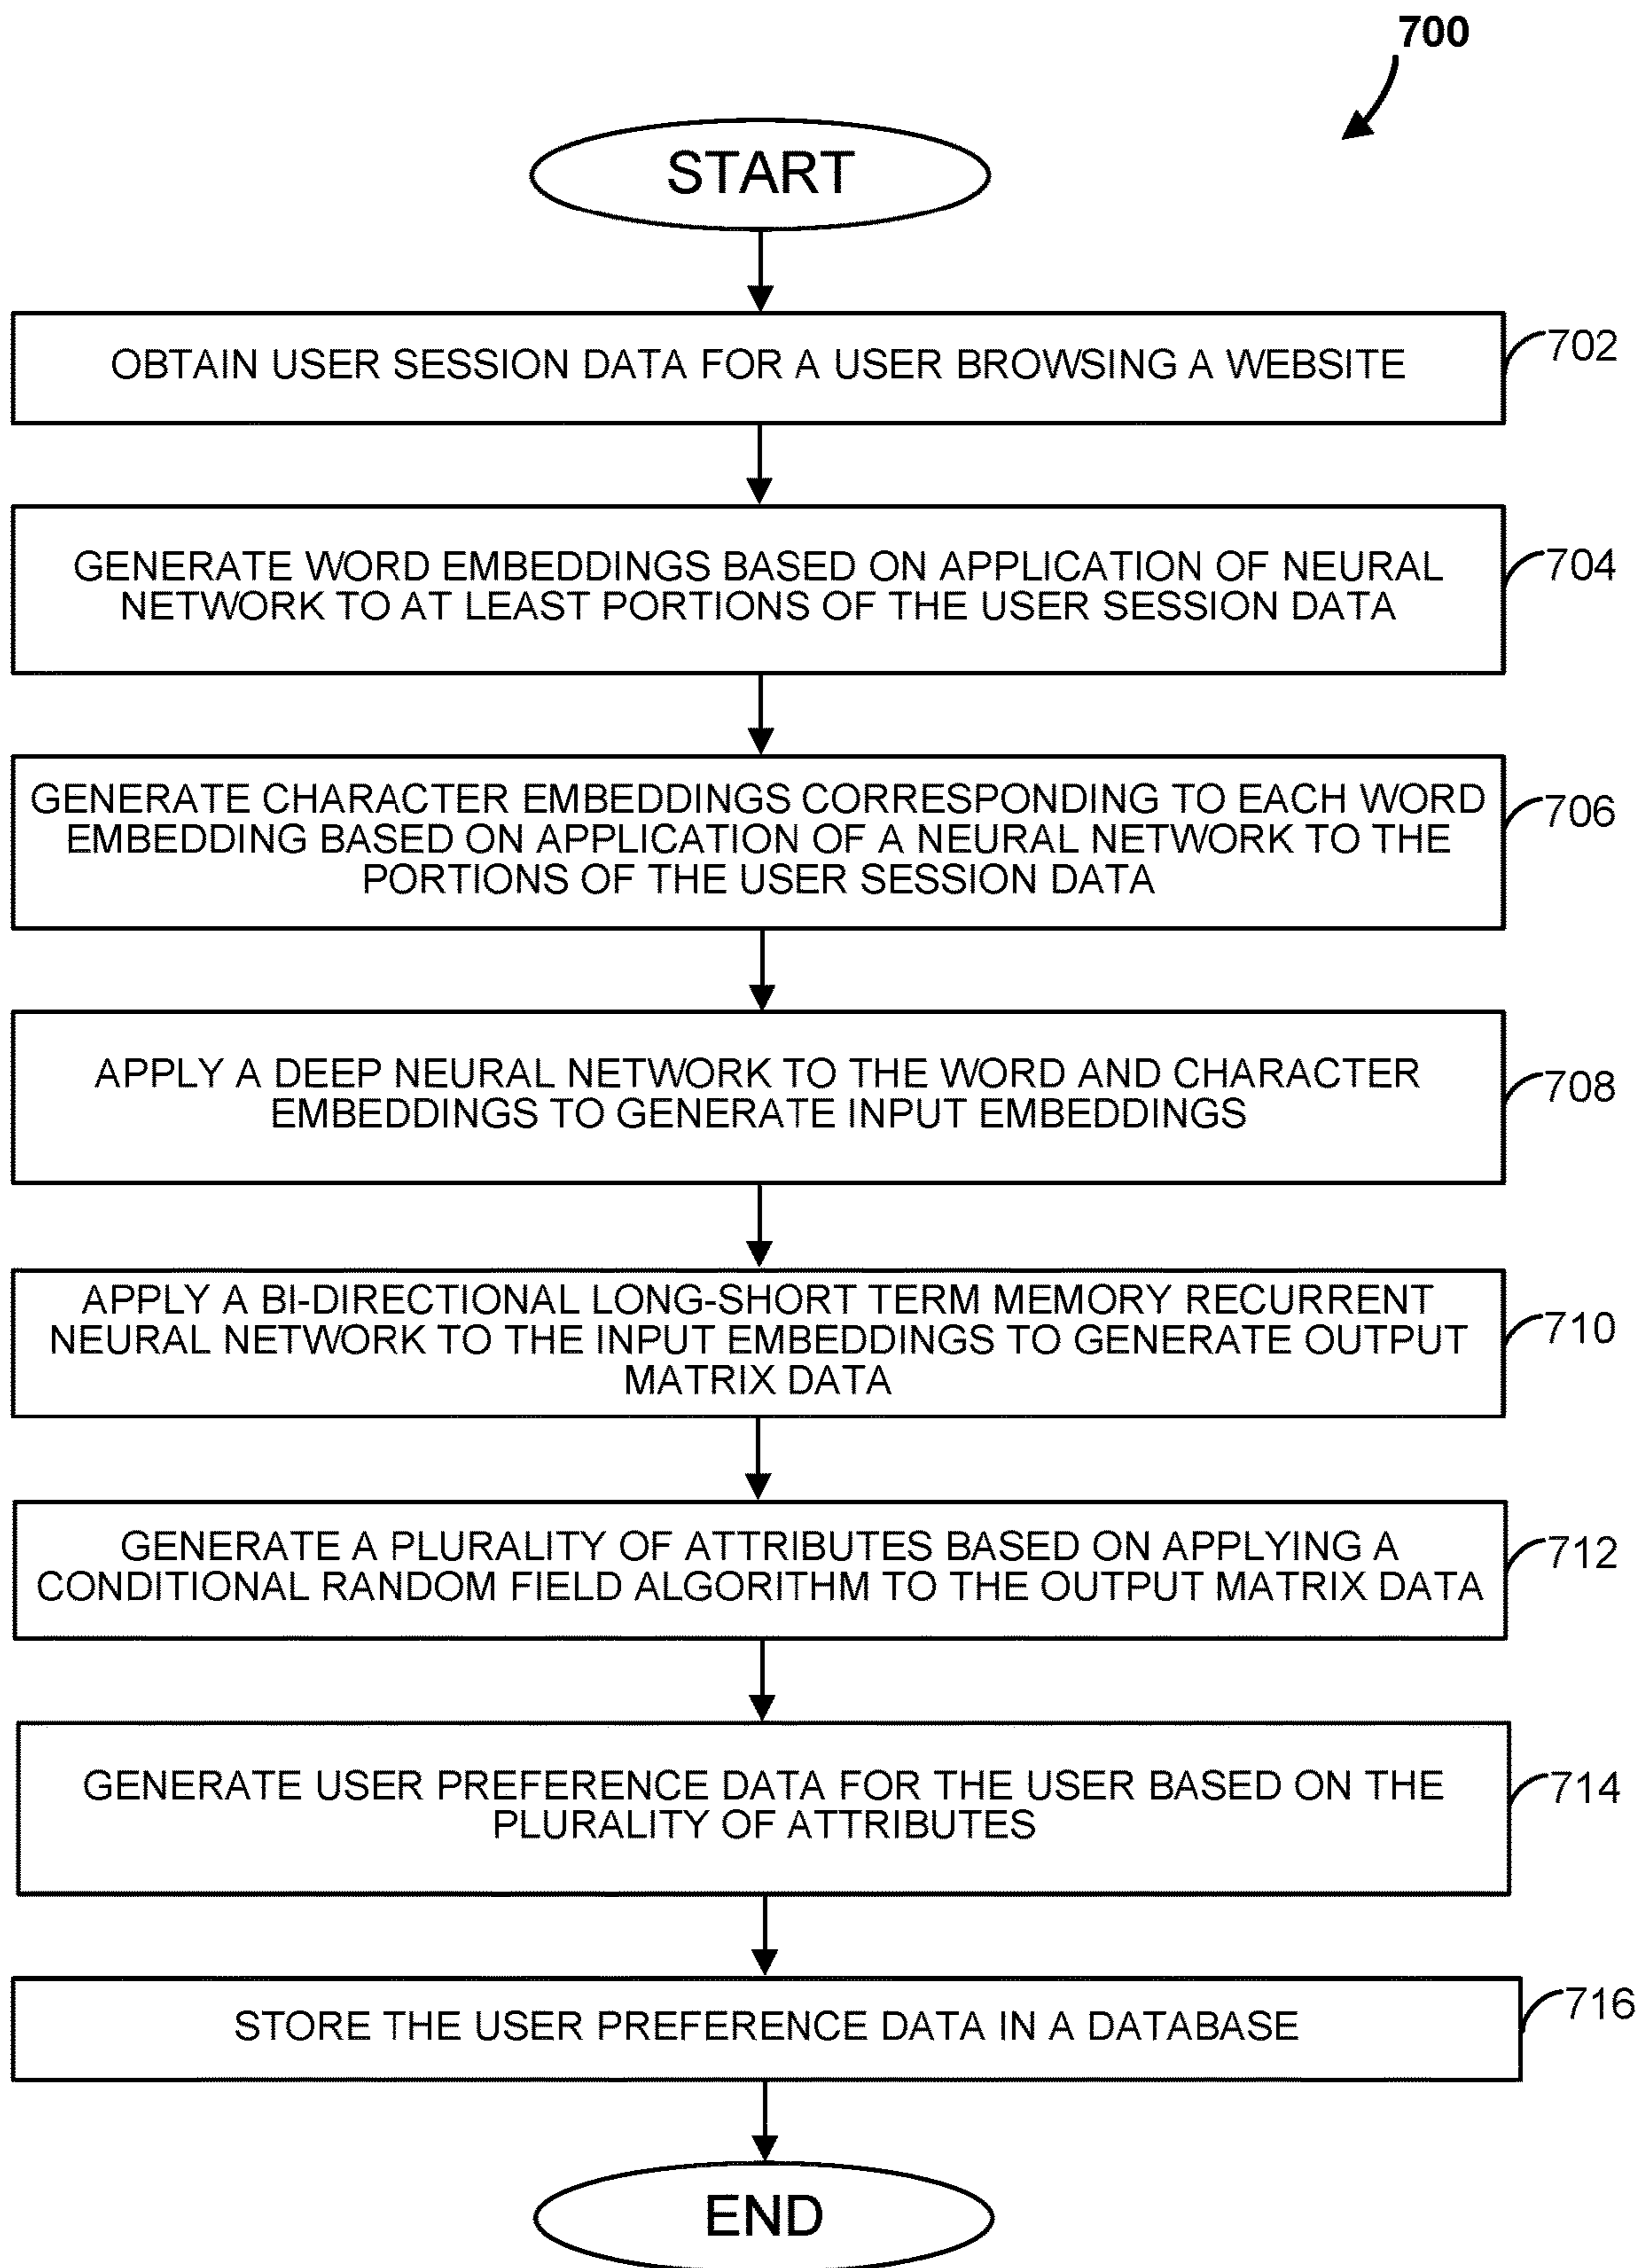 700
START
OBTAIN USER SESSION DATA FOR A USER BROWSING A WEBSITE
702
GENERATE WORD EMBEDDINGS BASED ON APPLICATION OF NEURAL
NETWORK TO AT LEAST PORTIONS OF THE USER SESSION DATA
704
GENERATE CHARACTER EMBEDDINGS CORRESPONDING TO EACH WORD
EMBEDDING BASED ON APPLICATION OF A NEURAL NETWORK TO THE
PORTIONS OF THE USER SESSION DATA
706
APPLY A DEEP NEURAL NETWORK TO THE WORD AND CHARACTER
EMBEDDINGS TO GENERATE INPUT EMBEDDINGS
708
APPLY A BI-DIRECTIONAL LONG-SHORT TERM MEMORY RECURRENT
NEURAL NETWORK TO THE INPUT EMBEDDINGS TO GENERATE OUTPUT
MATRIX DATA
710
GENERATE A PLURALITY OF ATTRIBUTES BASED ON APPLYING A
CONDITIONAL RANDOM FIELD ALGORITHM TO THE OUTPUT MATRIX DATA
712
GENERATE USER PREFERENCE DATA FOR THE USER BASED ON THE
PLURALITY OF ATTRIBUTES
714
STORE THE USER PREFERENCE DATA IN A DATABASE
716
END